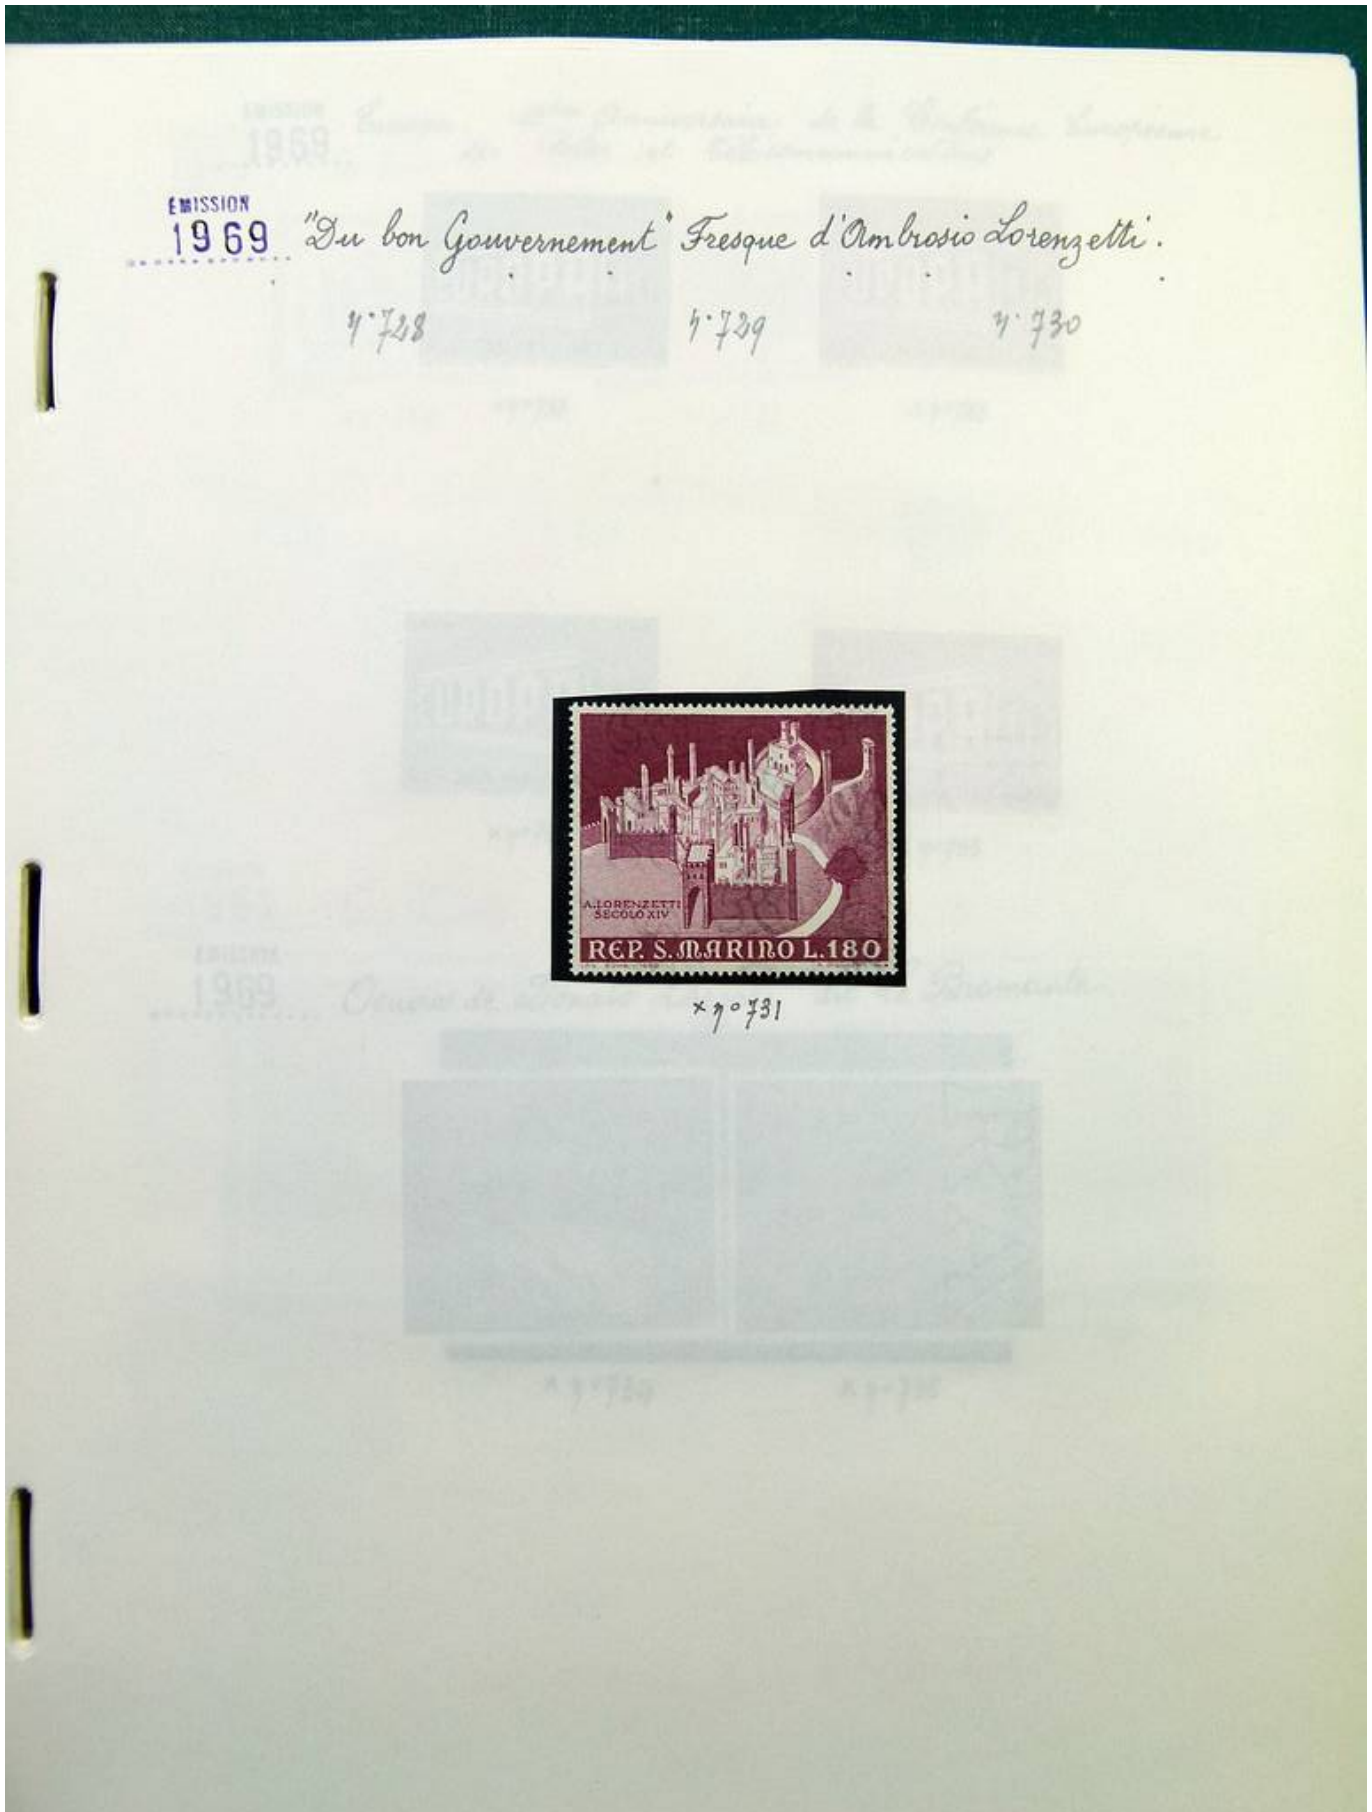 EMISSION
1969 "Du bon Gouvernement" Fresque d'Ambrosio Lorenzetti.
n°728 n°729 n°730
A. LORENZETTI
SECOLO XIV
REP. S. MARINO L.180
x n°731